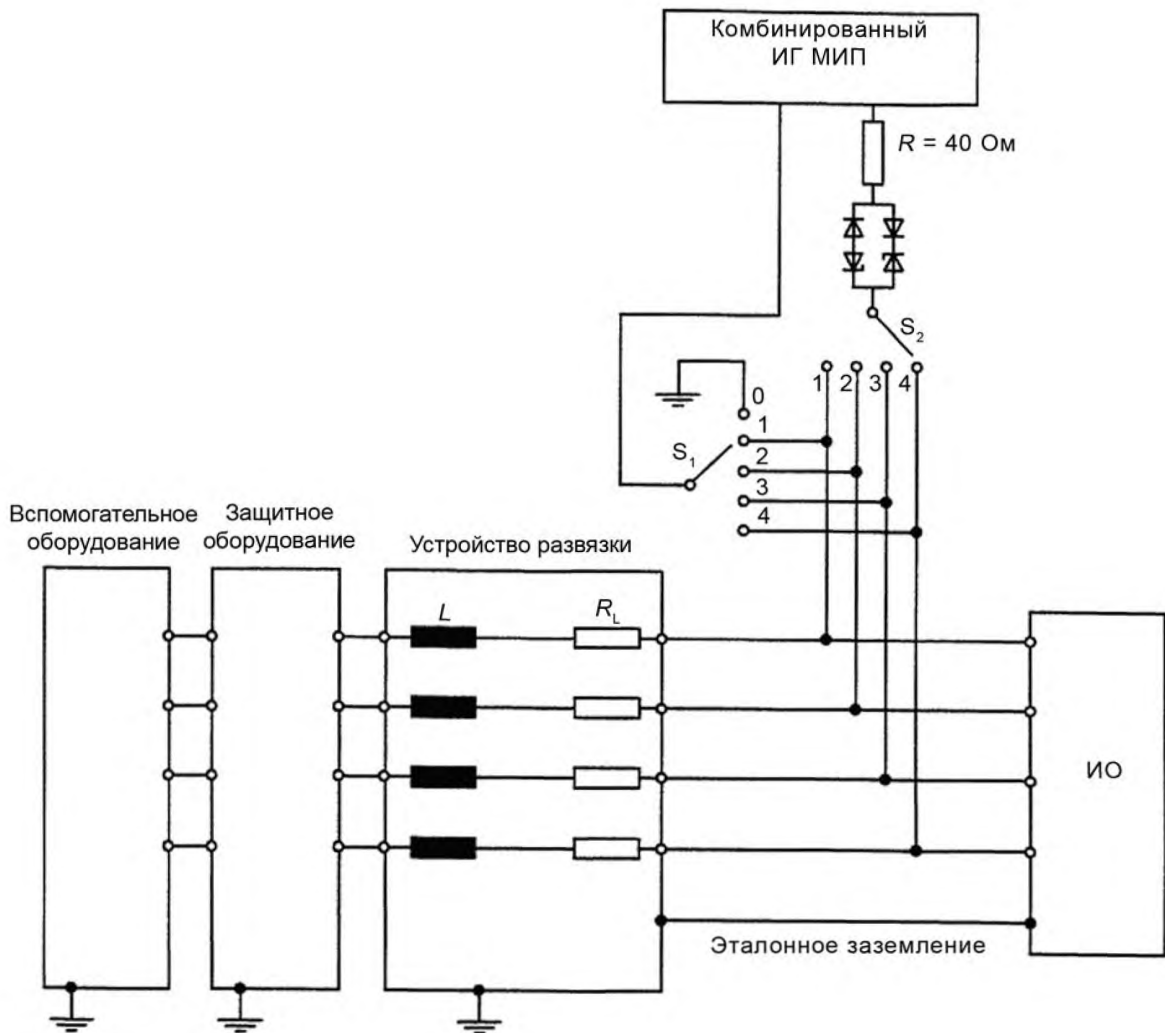 Комбинированный
ИГ МИП
R = 40 Ом
S2
1 2 3 4
0
1
S1
2
3
4
Вспомогательное
оборудование
Защитное
оборудование
Устройство развязки
L
RL
ИО
Эталонное заземление